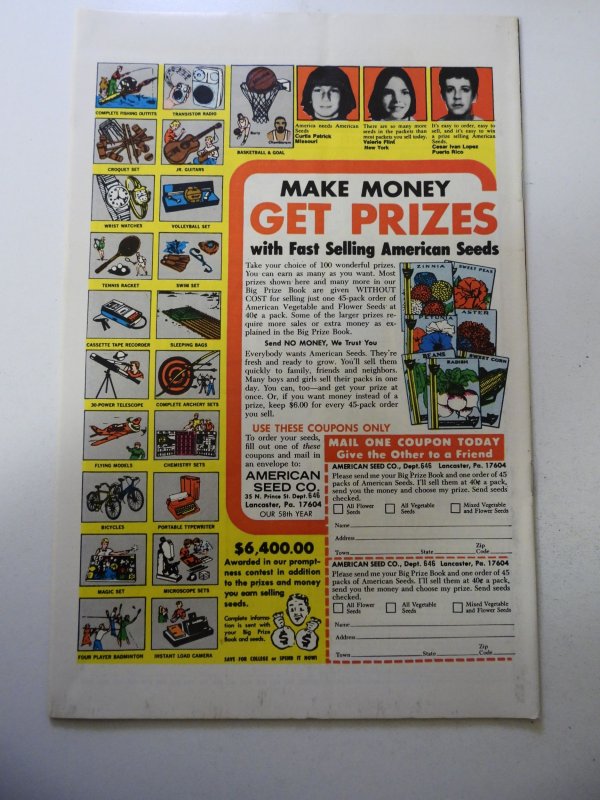 COMPLETE FISHING OUTFITS
TRANSISTOR RADIO
CROQUET SET
JR. GUITARS
WRIST WATCHES
VOLLEYBALL SET
TENNIS RACKET
SWIM SET
CASSETTE TAPE RECORDER
SLEEPING BAGS
30-POWER TELESCOPE
COMPLETE ARCHERY SETS
FLYING MODELS
CHEMISTRY SETS
BICYCLES
PORTABLE TYPEWRITER
MAGIC SET
MICROSCOPE SETS
FOUR PLAYER BADMINTON
INSTANT LOAD CAMERA
Barry
Chamberlain
BASKETBALL & GOAL
America needs American
Seeds
Curtis Patrick
Missouri
There are so many more
seeds in the packets than
most packets you sell today.
Valerie Flint
New York
It's easy to order, easy to
sell, and it's easy to win
a prize selling American
Seeds.
Cesar Ivan Lopez
Puerto Rico
MAKE MONEY
GET PRIZES
with Fast Selling American Seeds
Take your choice of 100 wonderful prizes.
You can earn as many as you want. Most
prizes shown here and many more in our
Big Prize Book are given WITHOUT
COST for selling just one 45-pack order of
American Vegetable and Flower Seeds at
40¢ a pack. Some of the larger prizes re-
quire more sales or extra money as ex-
plained in the Big Prize Book.
Send NO MONEY, We Trust You
Everybody wants American Seeds. They're
fresh and ready to grow. You'll sell them
quickly to family, friends and neighbors.
Many boys and girls sell their packs in one
day. You can, too—and get your prize at
once. Or, if you want money instead of a
prize, keep $6.00 for every 45-pack order
you sell.
ZINNIA
SWEET PEAS
PETUNIA
ASTER
BEANS
RADISH
SWEET CORN
USE THESE COUPONS ONLY
To order your seeds,
fill out one of these
coupons and mail in
an envelope to:
AMERICAN
SEED CO.
35 N. Prince St. Dept. 646
Lancaster, Pa. 17604
OUR 58th YEAR
$6,400.00
Awarded in our prompt-
ness contest in addition
to the prizes and money
you earn selling
seeds.
Complete informa-
tion is sent with
your Big Prize
Book and seeds.
SAVE FOR COLLEGE or SPEND IT NOW!
MAIL ONE COUPON TODAY
Give the Other to a Friend
AMERICAN SEED CO., Dept. 646 Lancaster, Pa. 17604
Please send me your Big Prize Book and one order of 45
packs of American Seeds. I'll sell them at 40¢ a pack,
send you the money and choose my prize. Send seeds
checked.
All Flower
Seeds
All Vegetable
Seeds
Mixed Vegetable
and Flower Seeds
Name
Address
Town State Zip Code
AMERICAN SEED CO., Dept. 646 Lancaster, Pa. 17604
Please send me your Big Prize Book and one order of 45
packs of American Seeds. I'll sell them at 40¢ a pack,
send you the money and choose my prize. Send seeds
checked.
All Flower
Seeds
All Vegetable
Seeds
Mixed Vegetable
and Flower Seeds
Name
Address
Town State Zip Code